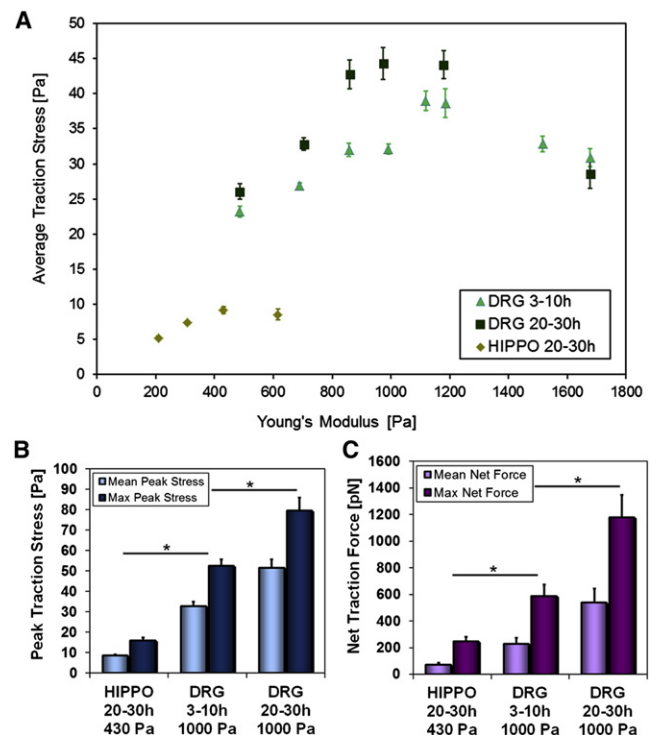 A
Average Traction Stress [Pa]
50
45
40
35
30
25
20
15
10
5
0
0 200 400 600 800 1000 1200 1400 1600 1800
Young's Modulus [Pa]
DRG 3-10h
DRG 20-30h
HIPPO 20-30h
B
Peak Traction Stress [Pa]
100
90
80
70
60
50
40
30
20
10
0
Mean Peak Stress
Max Peak Stress
*
*
HIPPO DRG DRG
20-30h 3-10h 20-30h
430 Pa 1000 Pa 1000 Pa
C
Net Traction Force [pN]
1600
1400
1200
1000
800
600
400
200
0
Mean Net Force
Max Net Force
*
*
HIPPO DRG DRG
20-30h 3-10h 20-30h
430 Pa 1000 Pa 1000 Pa